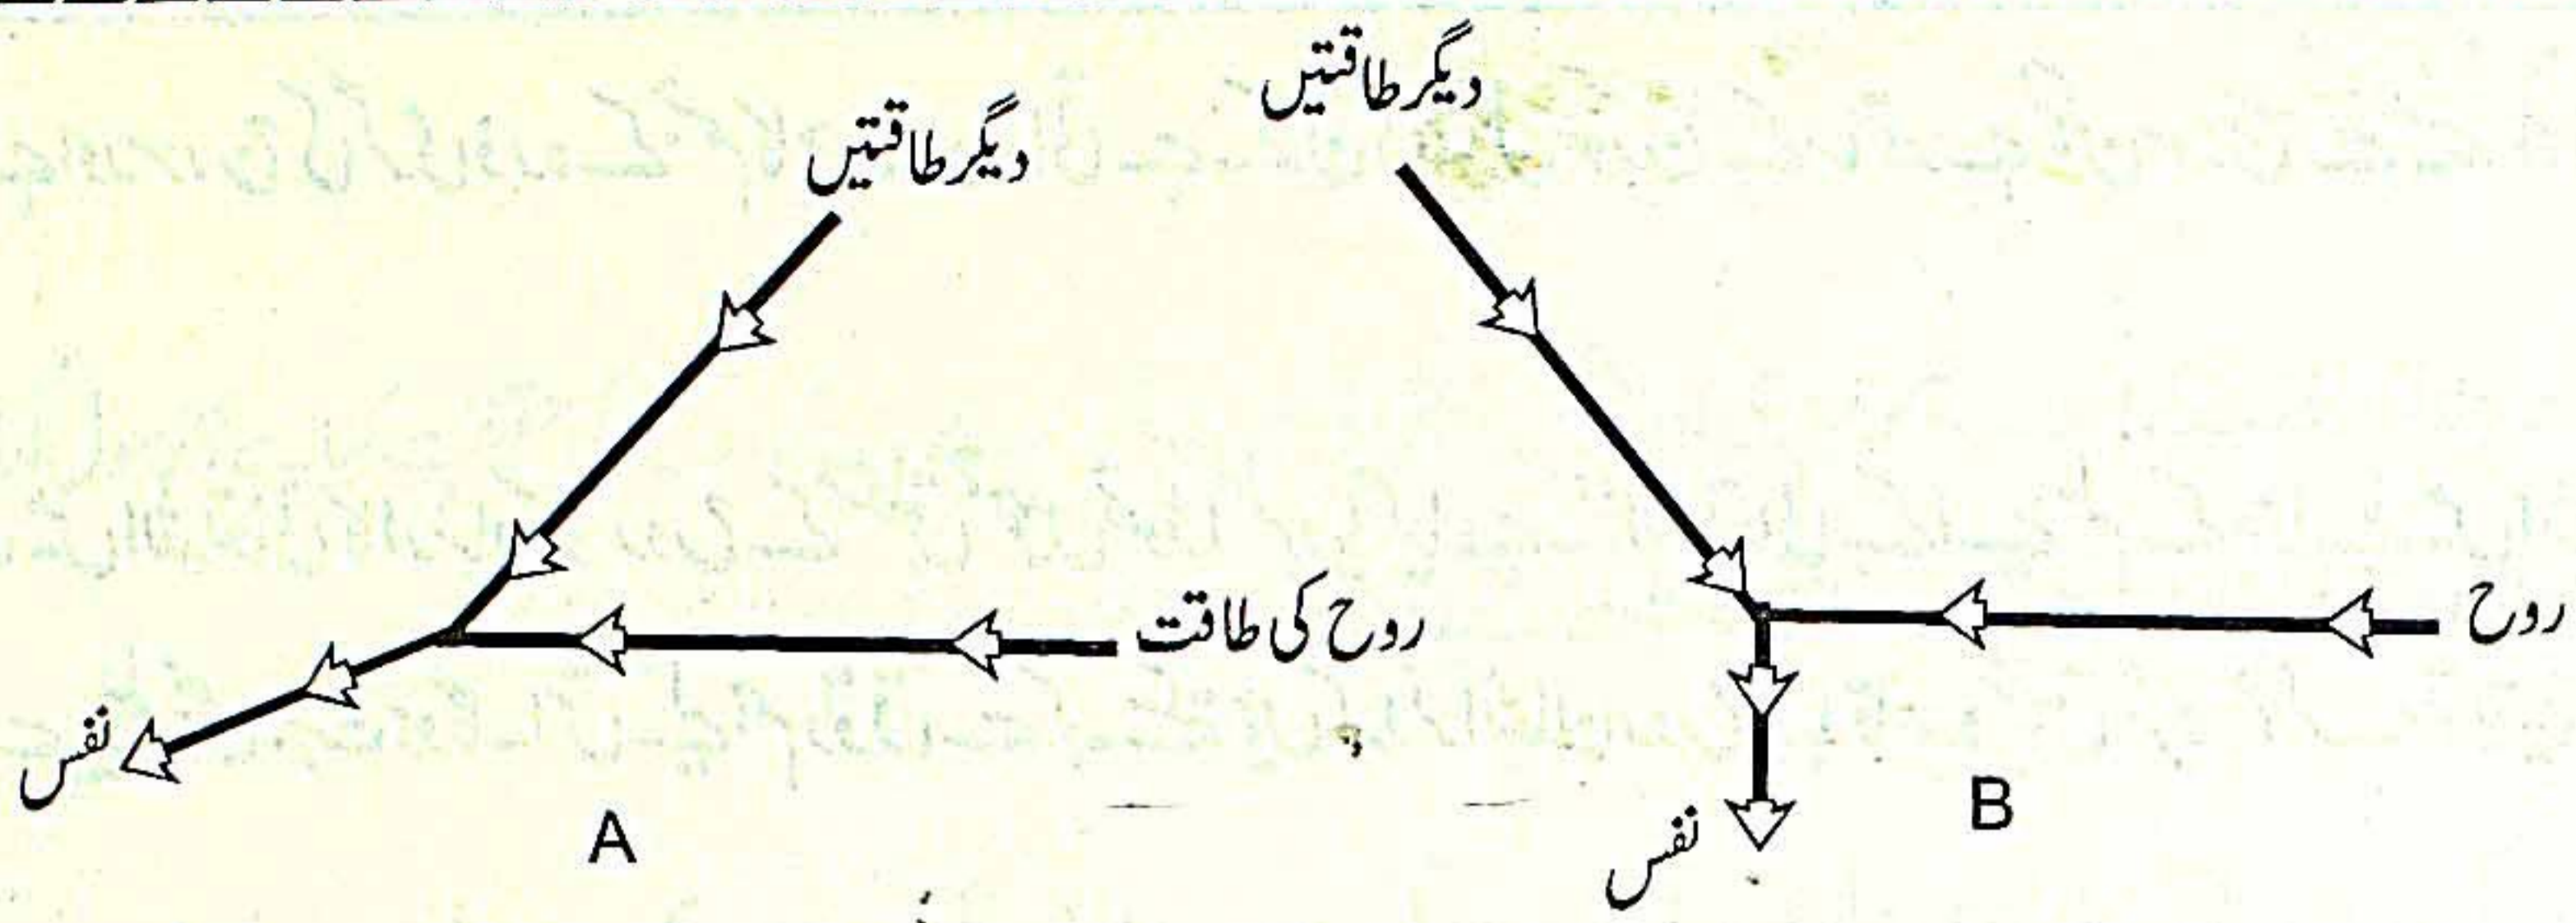 دیگر طاقتیں
دیگر طاقتیں
روح
روح کی طاقت
نفس
نفس
B
A